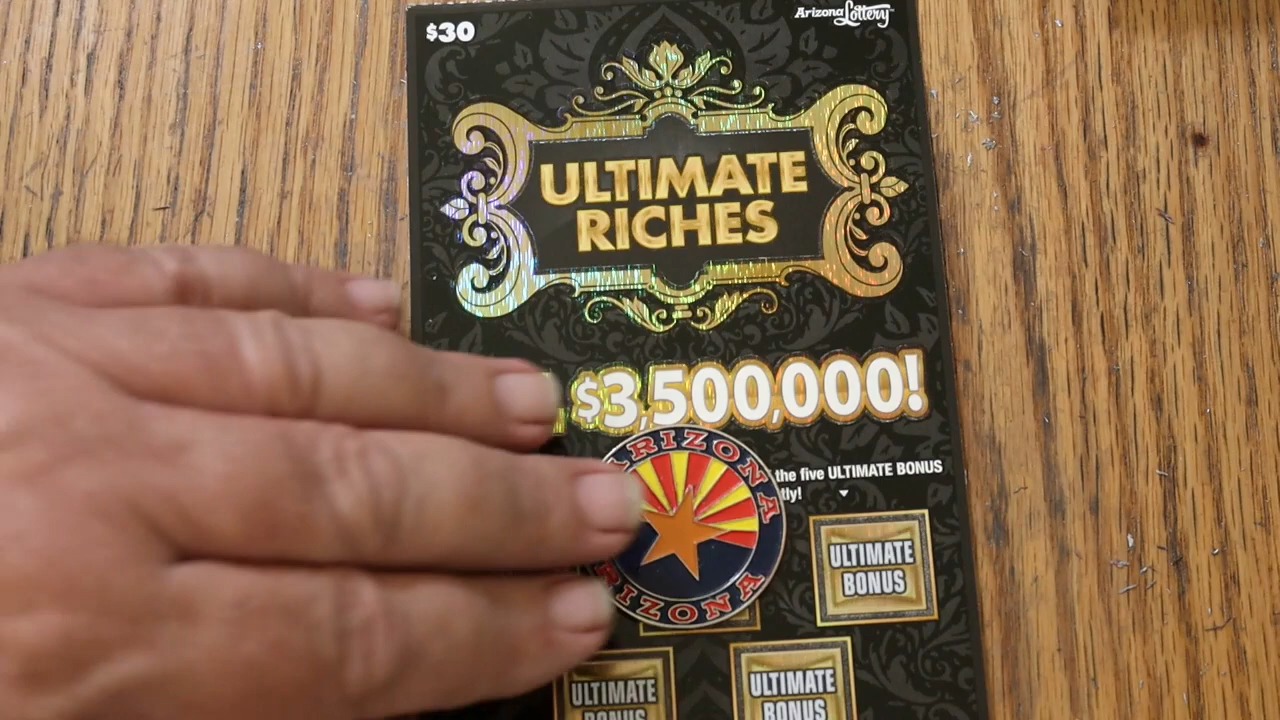 $30
Arizona Lottery
ULTIMATE
RICHES
$3,500,000!
ARIZONA
the five ULTIMATE BONUS
ULTIMATE
BONUS
ARIZONA
ULTIMATE
BONUS
ULTIMATE
BONUS